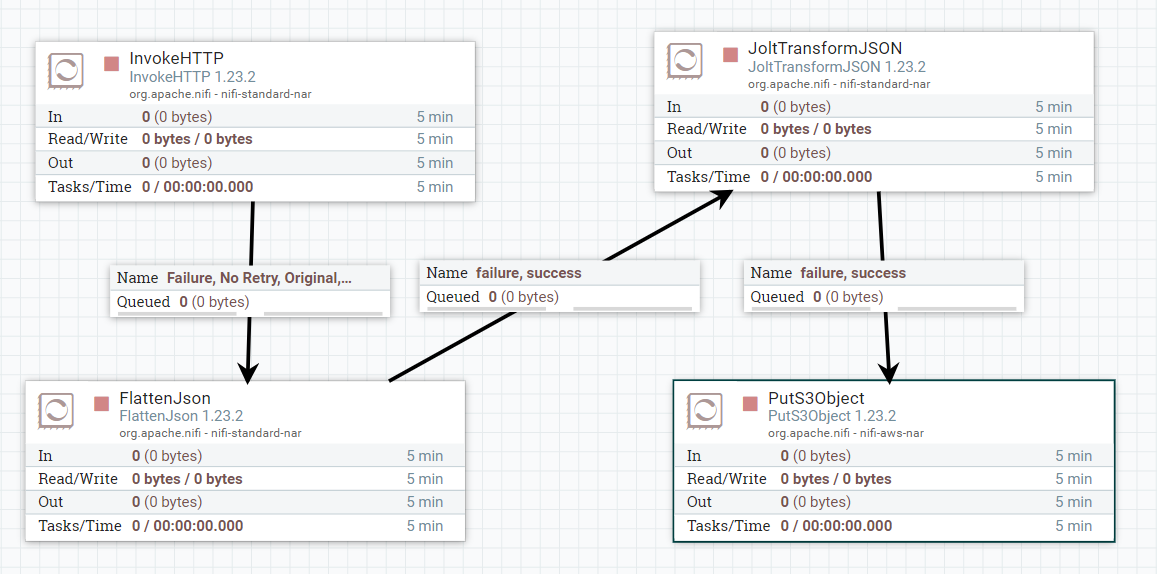 InvokeHTTP
InvokeHTTP 1.23.2
org.apache.nifi - nifi-standard-nar
In 0 (0 bytes) 5 min
Read/Write 0 bytes / 0 bytes 5 min
Out 0 (0 bytes) 5 min
Tasks/Time 0 / 00:00:00.000 5 min
JoltTransformJSON
JoltTransformJSON 1.23.2
org.apache.nifi - nifi-standard-nar
In 0 (0 bytes) 5 min
Read/Write 0 bytes / 0 bytes 5 min
Out 0 (0 bytes) 5 min
Tasks/Time 0 / 00:00:00.000 5 min
Name Failure, No Retry, Original,...
Queued 0 (0 bytes)
Name failure, success
Queued 0 (0 bytes)
Name failure, success
Queued 0 (0 bytes)
FlattenJson
FlattenJson 1.23.2
org.apache.nifi - nifi-standard-nar
In 0 (0 bytes) 5 min
Read/Write 0 bytes / 0 bytes 5 min
Out 0 (0 bytes) 5 min
Tasks/Time 0 / 00:00:00.000 5 min
PutS3Object
PutS3Object 1.23.2
org.apache.nifi - nifi-aws-nar
In 0 (0 bytes) 5 min
Read/Write 0 bytes / 0 bytes 5 min
Out 0 (0 bytes) 5 min
Tasks/Time 0 / 00:00:00.000 5 min